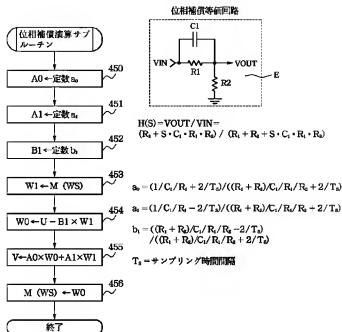 位相補償演算サブルーチン
A0←定数a₀
450
A1←定数a₁
451
B1←定数b₁
452
W1←M (WS)
453
W0←U－B1×W1
454
V←A0×W0+A1×W1
455
M (WS) ←W0
456
終了
位相補償等価回路
C1
VIN
R1
VOUT
R2
E
H(S)=VOUT/VIN=
(R₂+S・C₁・R₁・R₂) / (R₁+R₂+S・C₁・R₁・R₂)
a₀=(1/C₁/R₁+2/Tₛ)/((R₁+R₂)/C₁/R₁/R₂+2/Tₛ)
a₁=(1/C₁/R₁－2/Tₛ)/((R₁+R₂)/C₁/R₁/R₂+2/Tₛ)
b₁=((R₁+R₂)/C₁/R₁/R₂－2/Tₛ)
/((R₁+R₂)/C₁/R₁/R₂+2/Tₛ)
Tₛ=サンプリング時間間隔